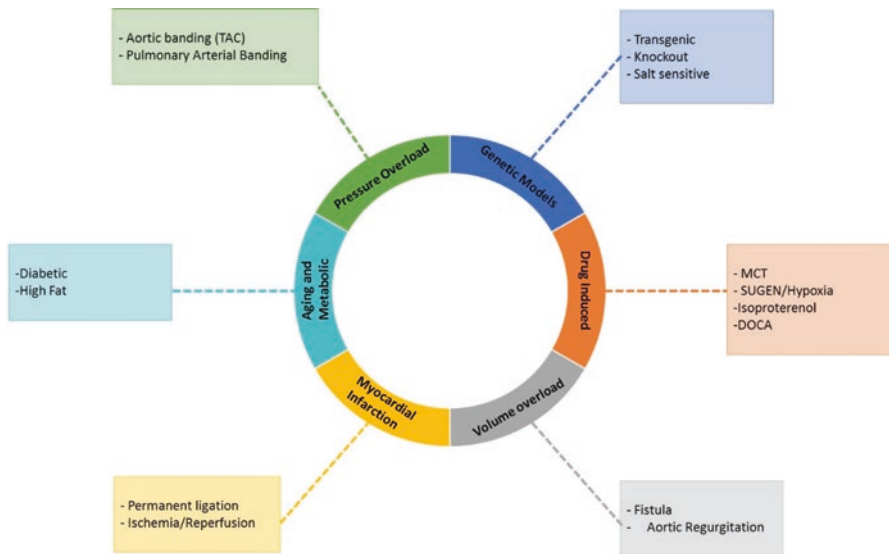 - Aortic banding (TAC)
- Pulmonary Arterial Banding
- Transgenic
- Knockout
- Salt sensitive
Pressure Overload
Genetic Models
-Diabetic
-High Fat
Aging and
Metabolic
Drug Induced
- MCT
- SUGEN/Hypoxia
-Isoproterenol
-DOCA
Myocardial
Infarction
Volume overload
- Permanent ligation
- Ischemia/Reperfusion
- Fistula
- Aortic Regurgitation